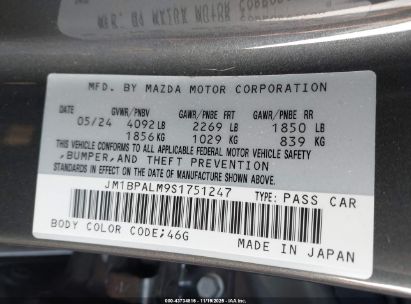 MFD. BY MAZDA MOTOR CORPORATION
DATE GVWR/PNBV GAWR/PNBE FRT GAWR/PNBE RR
05/24 4092 LB 2269 LB 1850 LB
1856 KG 1029 KG 839 KG
THIS VEHICLE CONFORMS TO ALL APPLICABLE FEDERAL MOTOR VEHICLE SAFETY
,BUMPER,AND THEFT PREVENTION
STANDARDS IN EFFECT ON THE DATE OF MANUFACTURE SHOWN ABOVE.
JM1BPALM9S1751247 TYPE: PASS CAR
BODY COLOR CODE;46G MADE IN JAPAN